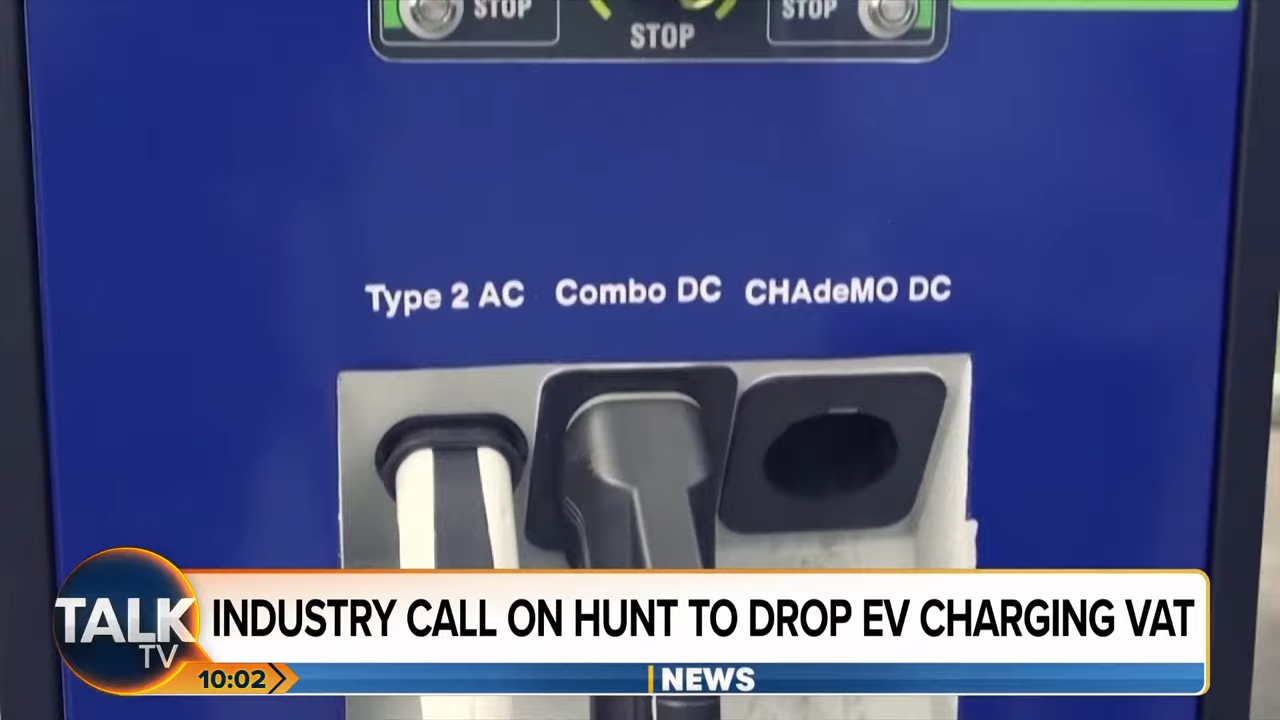 STOP
STOP
STOP
Type 2 AC Combo DC CHAdeMO DC
TALK
TV
INDUSTRY CALL ON HUNT TO DROP EV CHARGING VAT
10:02
NEWS